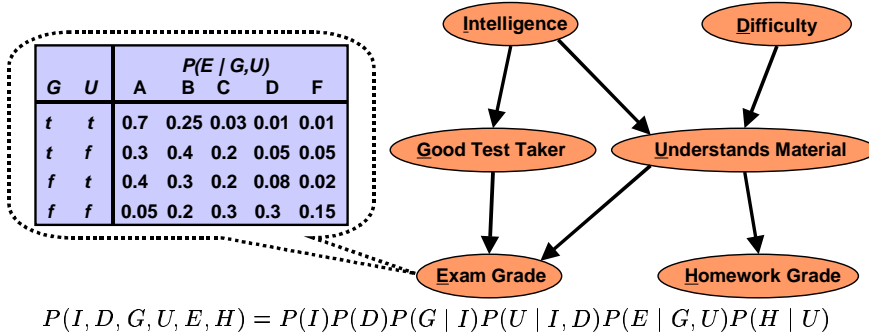 Intelligence
Difficulty
P(E | G,U)
G U A B C D F
t t 0.7 0.25 0.03 0.01 0.01
t f 0.3 0.4 0.2 0.05 0.05
f t 0.4 0.3 0.2 0.08 0.02
f f 0.05 0.2 0.3 0.3 0.15
Good Test Taker
Understands Material
Exam Grade
Homework Grade
P(I, D, G, U, E, H) = P(I)P(D)P(G | I)P(U | I, D)P(E | G, U)P(H | U)